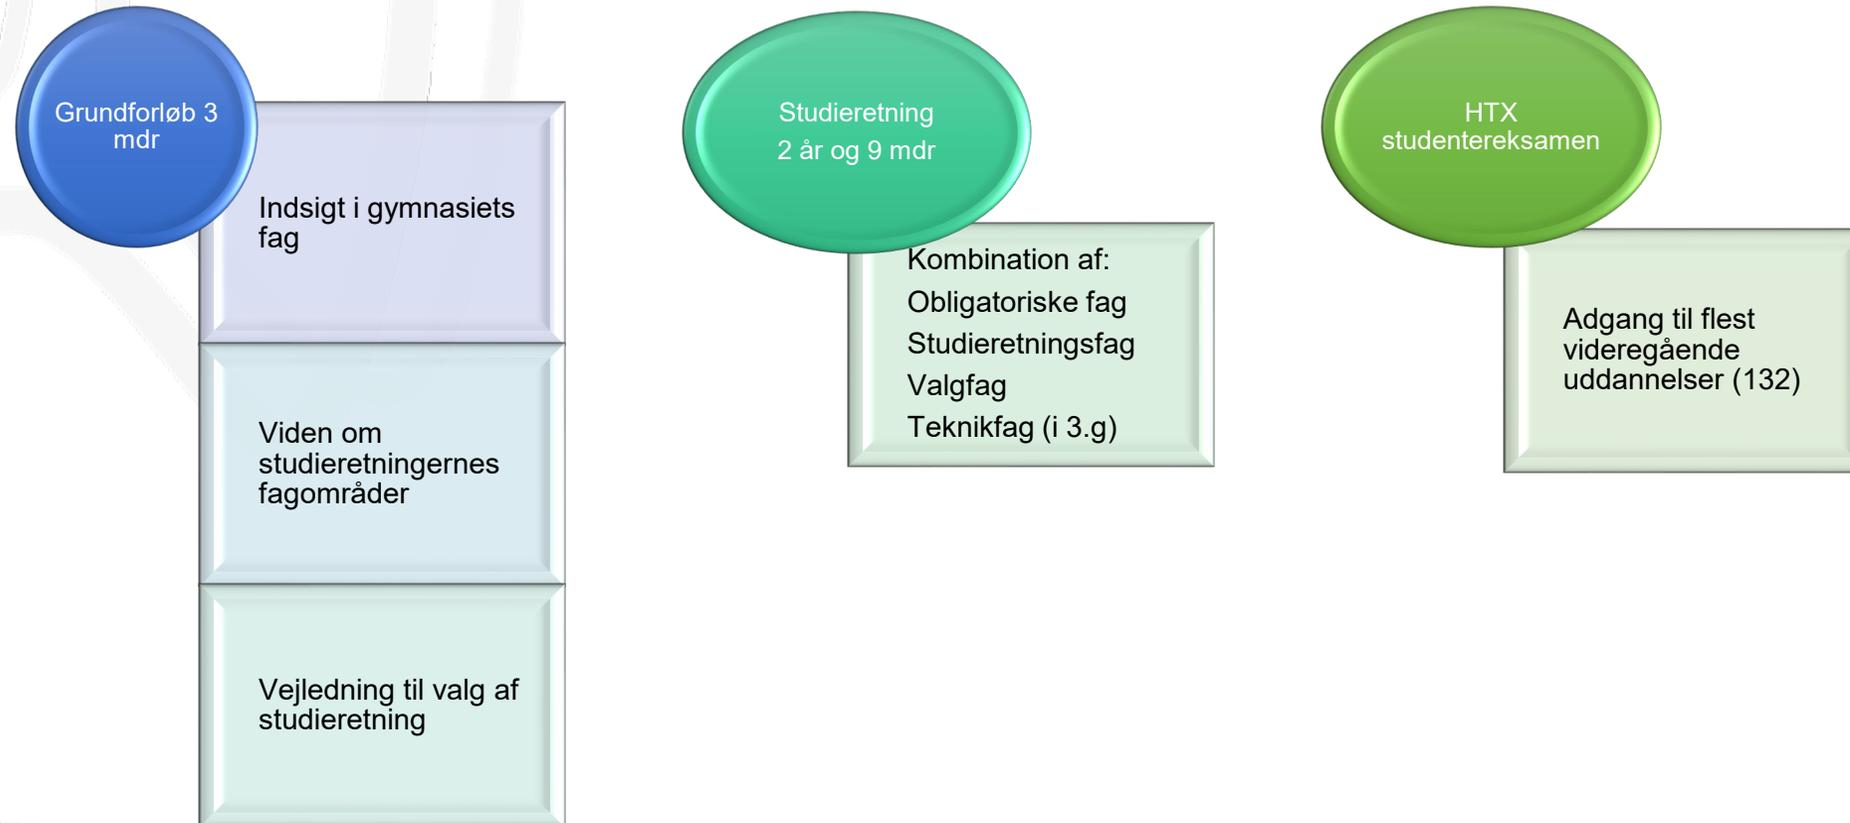 Grundforløb 3
mdr
Indsigt i gymnasiets
fag
Viden om
studieretningernes
fagområder
Vejledning til valg af
studieretning
Studieretning
2 år og 9 mdr
Kombination af:
Obligatoriske fag
Studieretningsfag
Valgfag
Teknikfag (i 3.g)
HTX
studentereksamen
Adgang til flest
videregående
uddannelser (132)